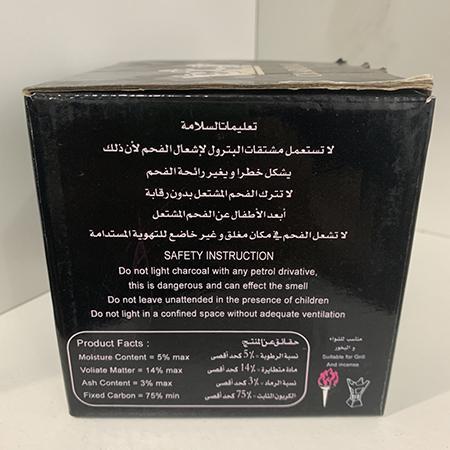 تعليمات السلامة
لا تستعمل مشتقات البترول لإشعال الفحم لأن ذلك
يشكل خطرا و يغير رائحة الفحم
لا تترك الفحم المشتعل بدون رقابة
أبعد الأطفال عن الفحم المشتعل
لا تشعل الفحم في مكان مغلق و غير خاضع للتهوية المستدامة
SAFETY INSTRUCTION
Do not light charcoal with any petrol drivative,
this is dangerous and can effect the smell
Do not leave unattended in the presence of children
Do not light in a confined space without adequate ventilation
Product Facts :
Moisture Content = 5% max
Voliate Matter = 14% max
Ash Content = 3% max
Fixed Carbon = 75% min
حقائق عن المنتج
نسبة الرطوبة - ٥٪ كحد أقصى
مادة متطايرة - ١٤٪ كحد أقصى
نسبة الرماد - ٣٪ كحد أقصى
الكربون الثابت - ٧٥٪ كحد أقصى
مناسب للشواء
و البخور
Suitable for Grill
And incense